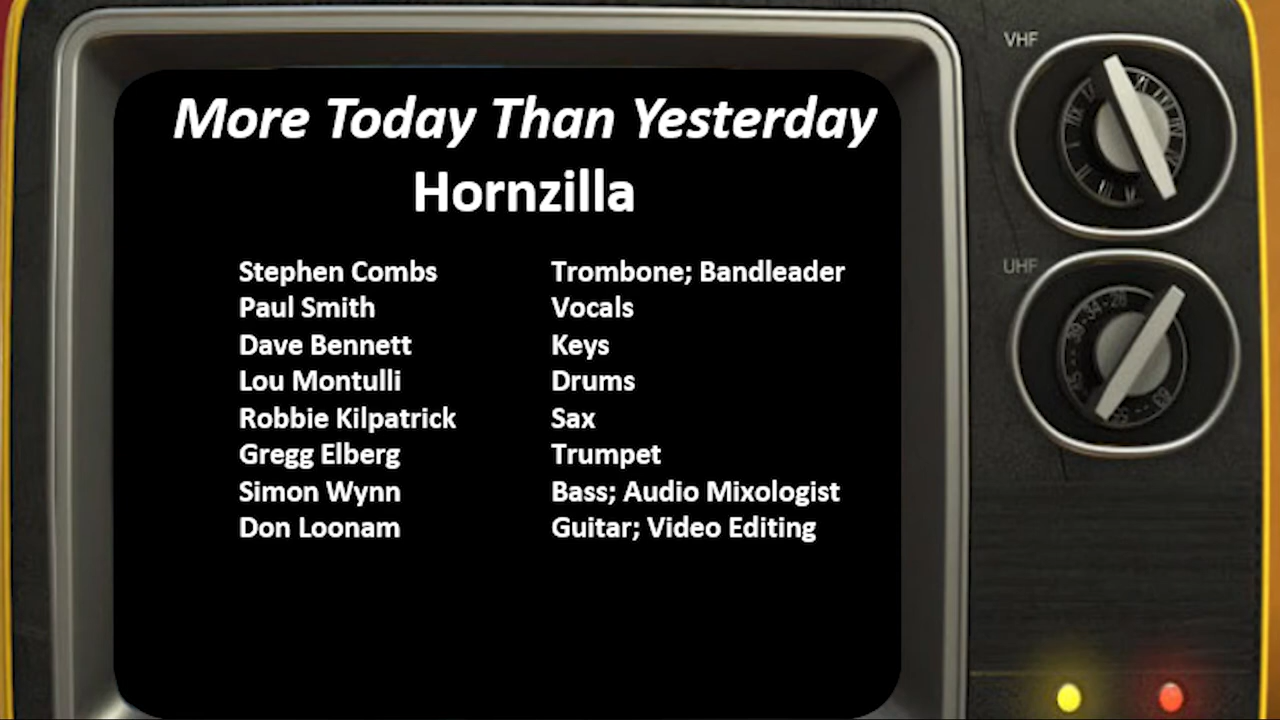 More Today Than Yesterday
Hornzilla
Stephen Combs Trombone; Bandleader
Paul Smith Vocals
Dave Bennett Keys
Lou Montulli Drums
Robbie Kilpatrick Sax
Gregg Elberg Trumpet
Simon Wynn Bass; Audio Mixologist
Don Loonam Guitar; Video Editing
VHF
UHF